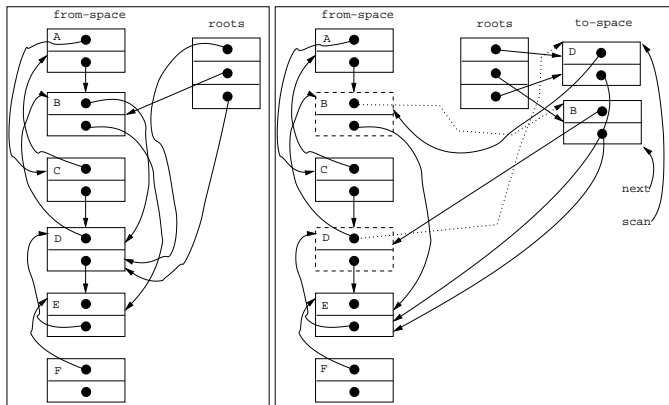 from-space
roots
A
B
C
D
E
F
from-space
roots
to-space
A
B
C
D
E
F
D
B
next
scan